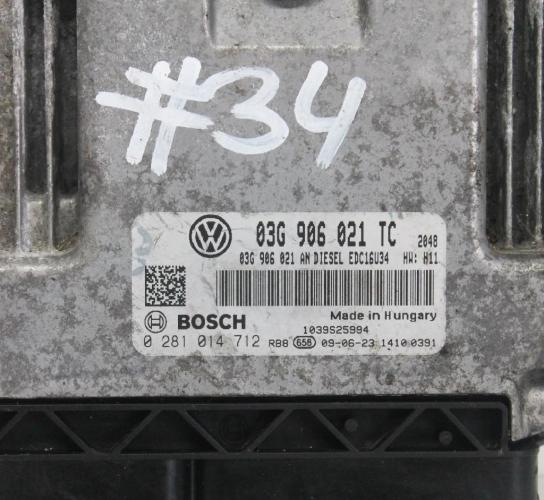 #34
03G 906 021 TC 2048
03G 906 021 AN DIESEL EDC16U34 HW: H11
BOSCH Made in Hungary
1039S25994
0 281 014 712 RB8 658 09-06-23 1410 0391